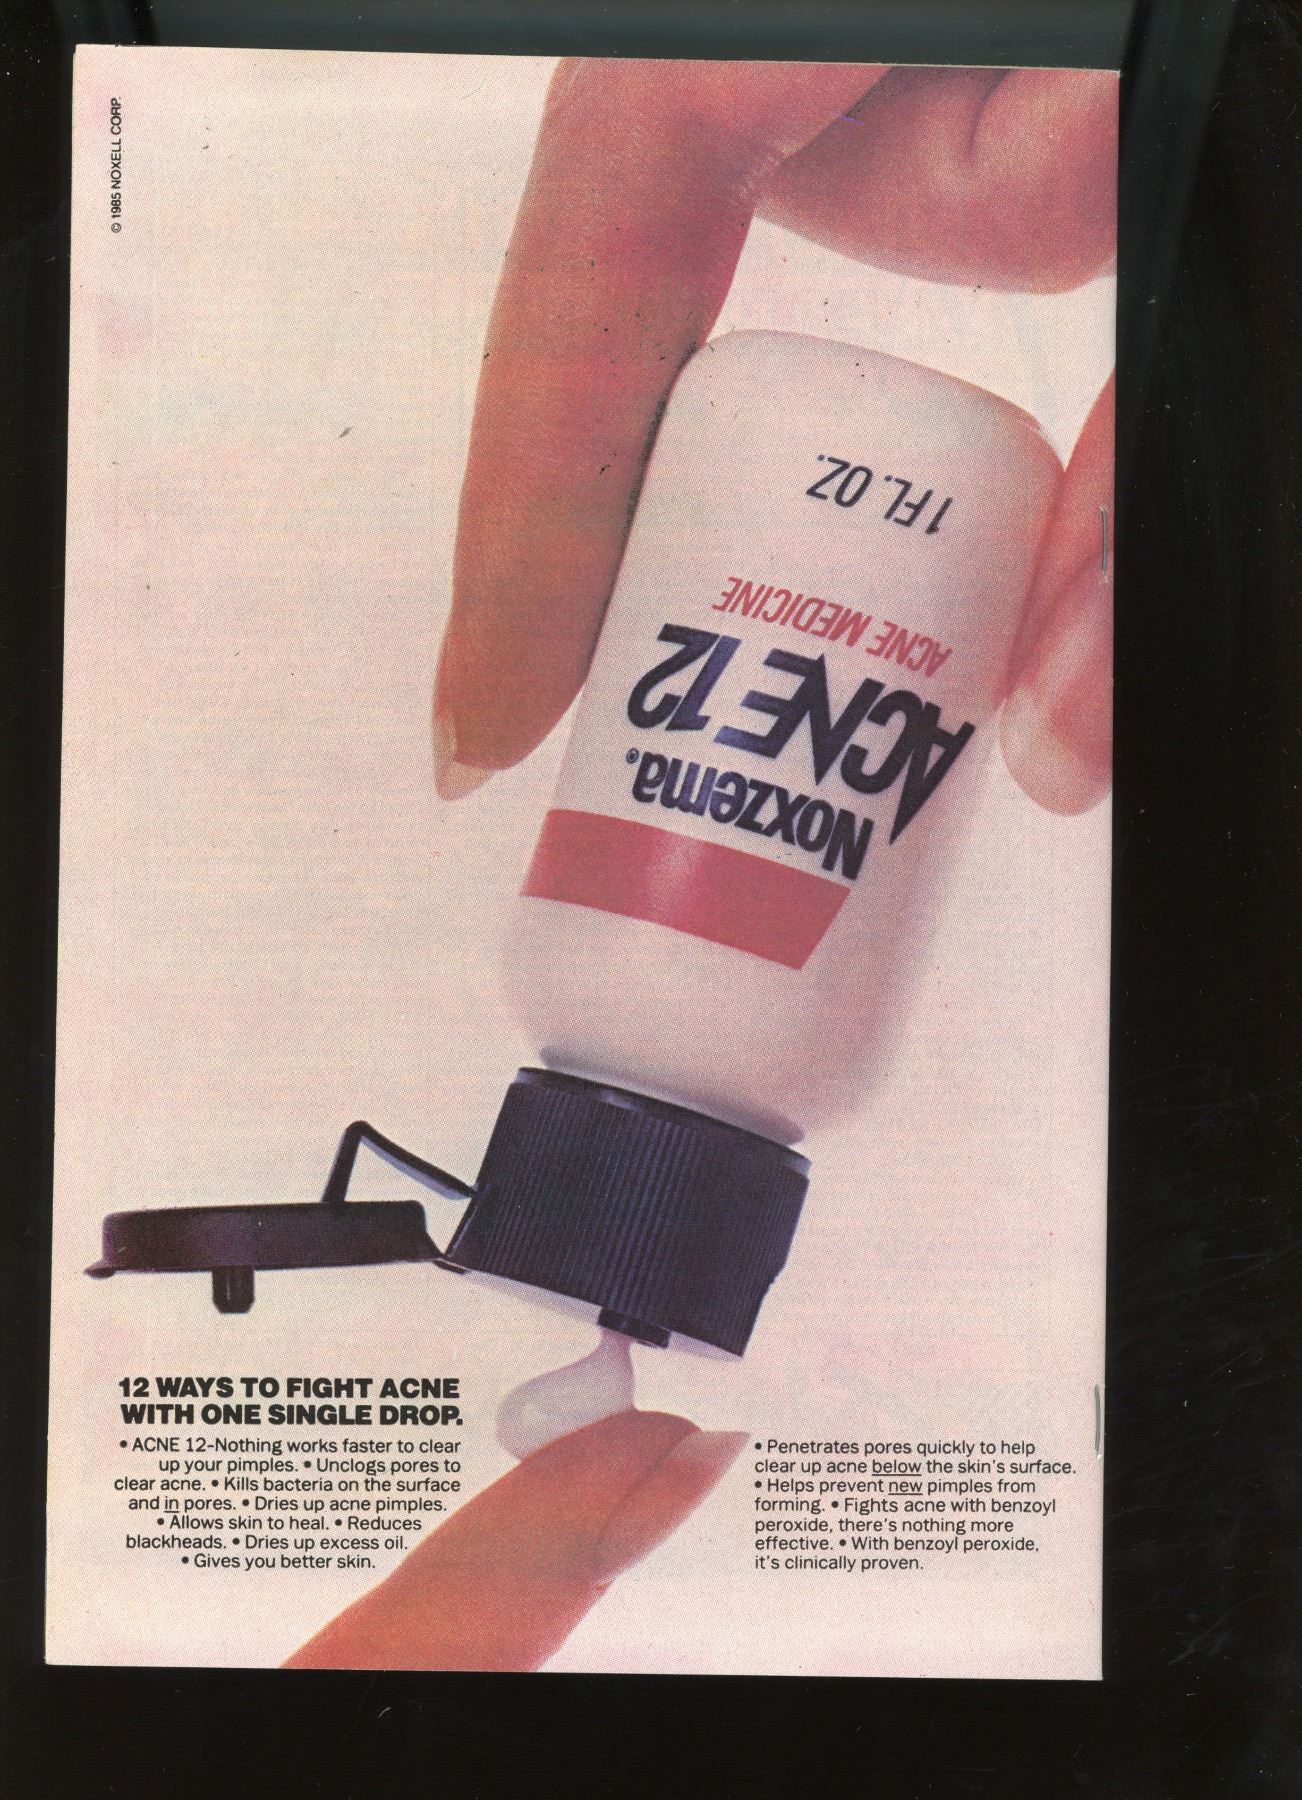 © 1985 NOXELL CORP.
1 FL. OZ.
ACNE MEDICINE
ACNE 12
Noxzema®
12 WAYS TO FIGHT ACNE
WITH ONE SINGLE DROP.
• ACNE 12-Nothing works faster to clear
up your pimples. • Unclogs pores to
clear acne. • Kills bacteria on the surface
and in pores. • Dries up acne pimples.
• Allows skin to heal. • Reduces
blackheads. • Dries up excess oil.
• Gives you better skin.
• Penetrates pores quickly to help
clear up acne below the skin's surface.
• Helps prevent new pimples from
forming. • Fights acne with benzoyl
peroxide, there's nothing more
effective. • With benzoyl peroxide,
it's clinically proven.